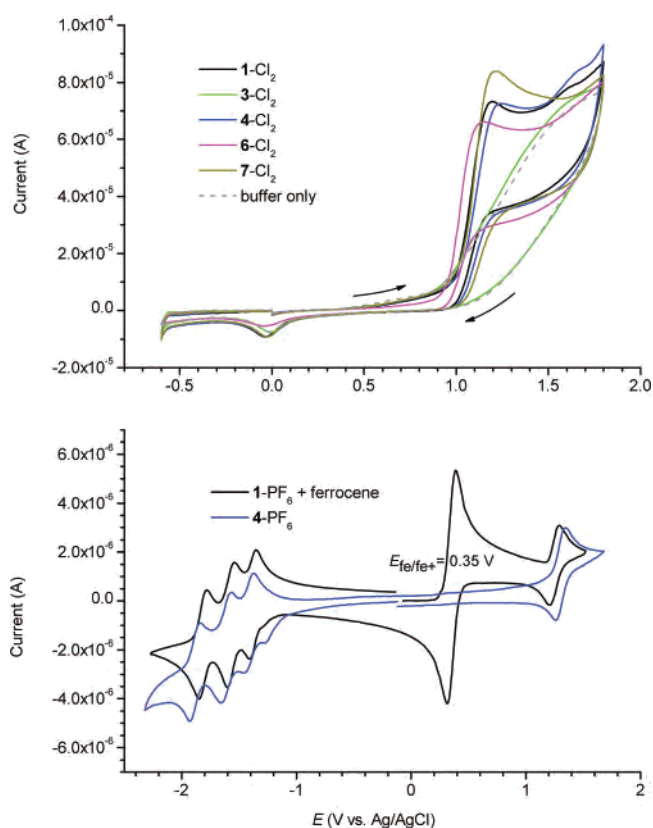 1.0x10⁻⁴
8.0x10⁻⁵
6.0x10⁻⁵
4.0x10⁻⁵
2.0x10⁻⁵
0.0
-2.0x10⁻⁵
Current (A)
1-Cl₂
3-Cl₂
4-Cl₂
6-Cl₂
7-Cl₂
buffer only
-0.5 0.0 0.5 1.0 1.5 2.0
6.0x10⁻⁶
4.0x10⁻⁶
2.0x10⁻⁶
0.0
-2.0x10⁻⁶
-4.0x10⁻⁶
-6.0x10⁻⁶
Current (A)
1-PF₆ + ferrocene
4-PF₆
E fe/fe+ = 0.35 V
-2 -1 0 1 2
E (V vs. Ag/AgCl)